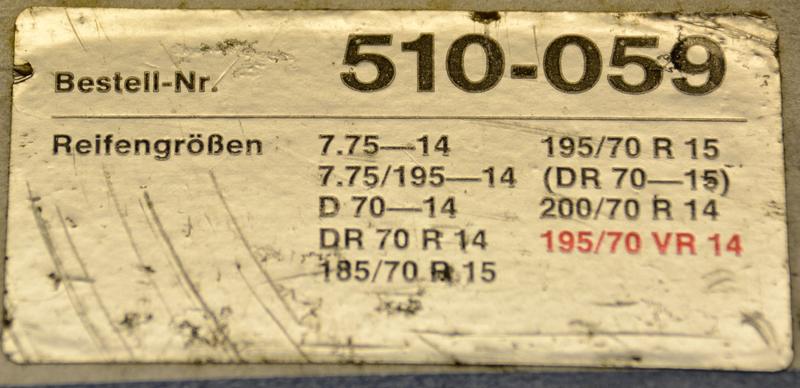 Bestell-Nr. 510-059
Reifengrößen 7.75—14 195/70 R 15
7.75/195—14 (DR 70—15)
D 70—14 200/70 R 14
DR 70 R 14 195/70 VR 14
185/70 R 15